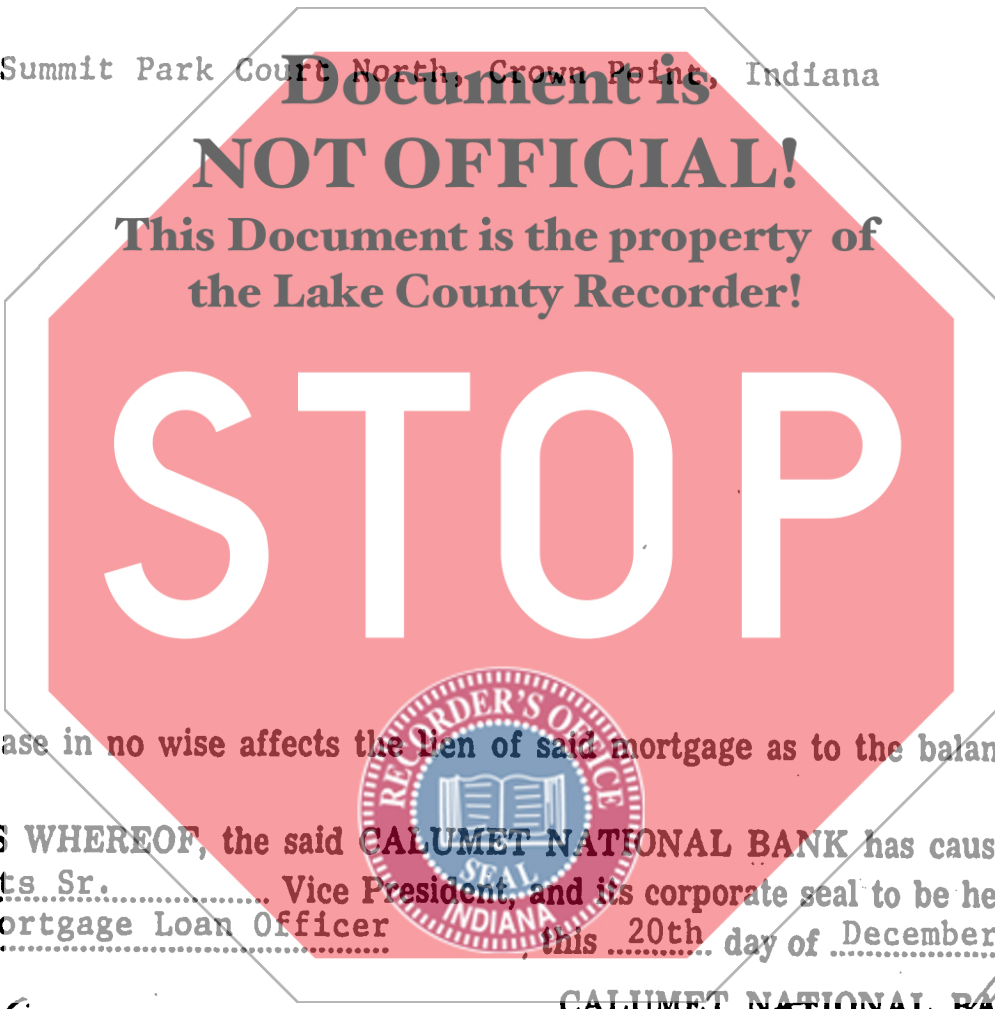 Summit Park Court North, Crown Point, Indiana
Document is
NOT OFFICIAL!
This Document is the property of
the Lake County Recorder!
STOP
ase in no wise affects the lien of said mortgage as to the balan
RECORDER'S OFFICE
SEAL
INDIANA
S WHEREOF, the said CALUMET NATIONAL BANK has caus
ts Sr. Vice President, and its corporate seal to be he
ortgage Loan Officer this 20th day of December
CALUMET NATIONAL BA